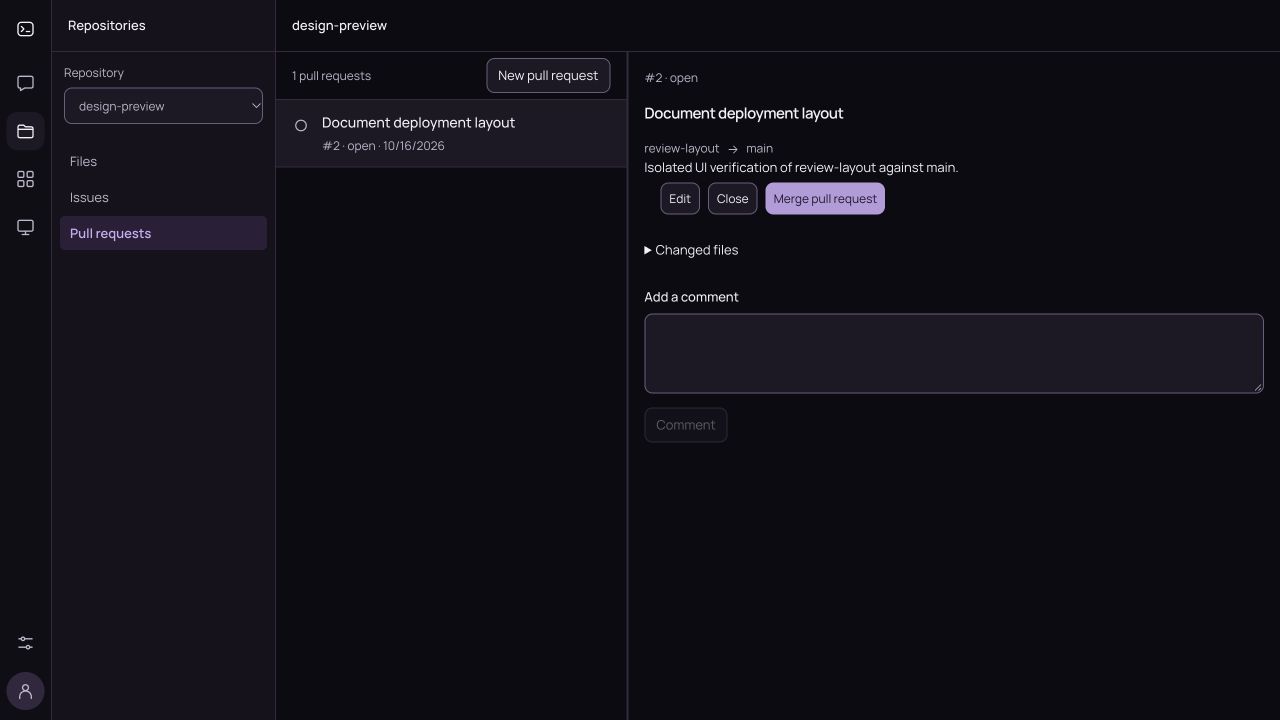 Repositories
design-preview
Repository
design-preview
Files
Issues
Pull requests
1 pull requests
New pull request
Document deployment layout
#2 · open · 10/16/2026
#2 · open
Document deployment layout
review-layout → main
Isolated UI verification of review-layout against main.
Edit
Close
Merge pull request
Changed files
Add a comment
Comment